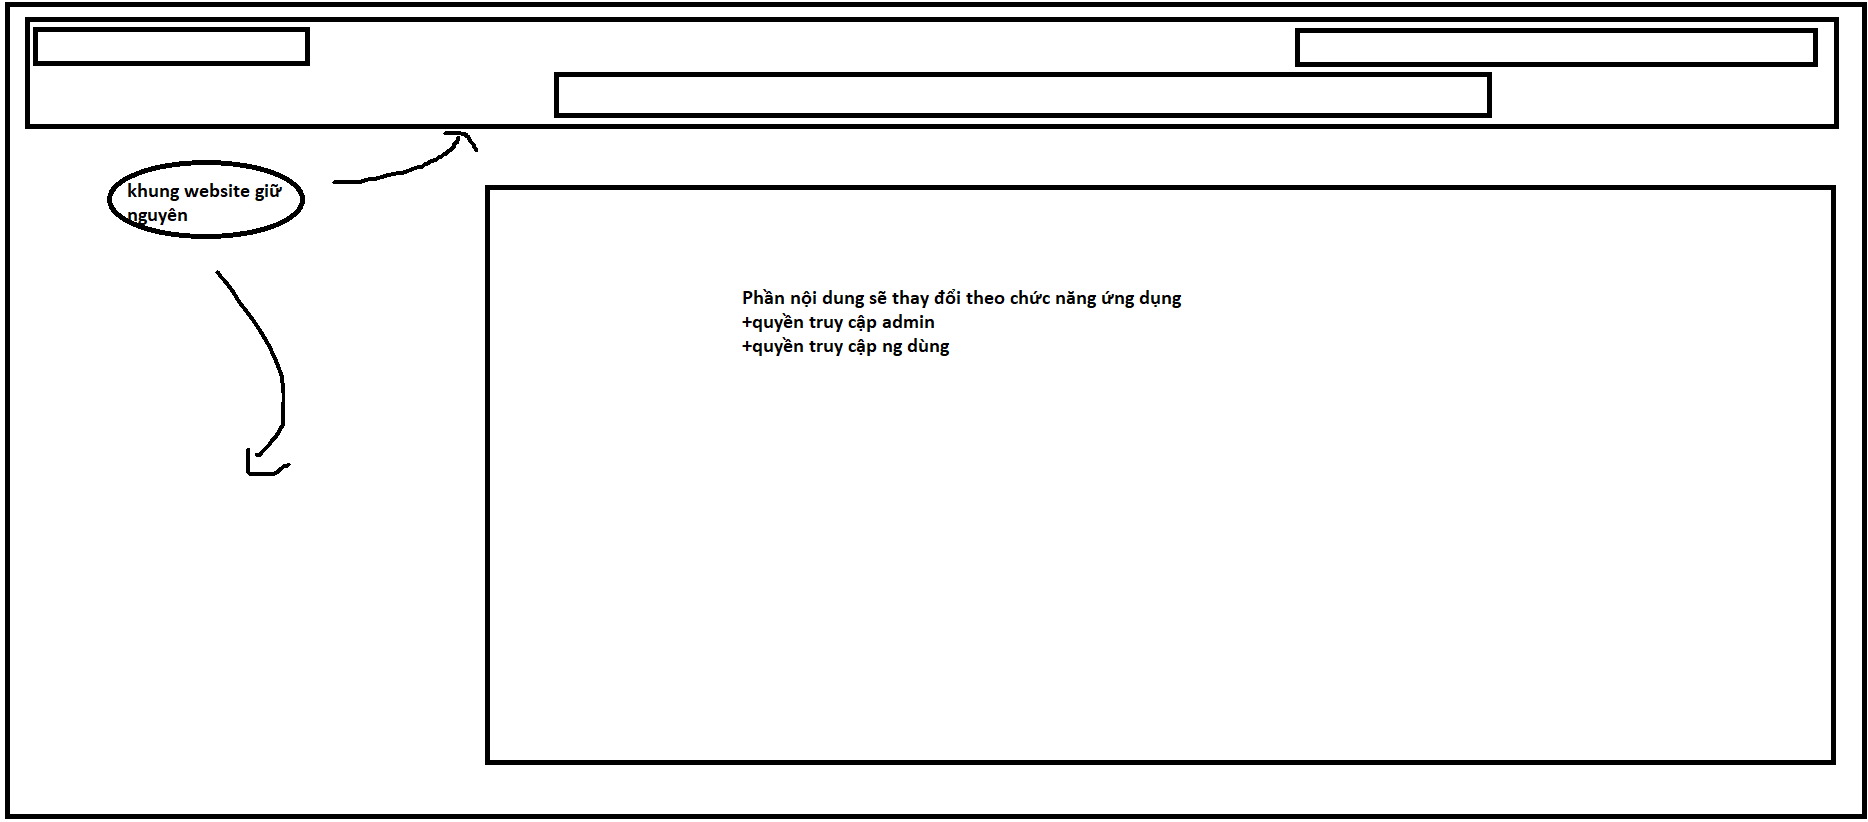 khung website giữ
nguyên
Phần nội dung sẽ thay đổi theo chức năng ứng dụng
+quyền truy cập admin
+quyền truy cập ng dùng